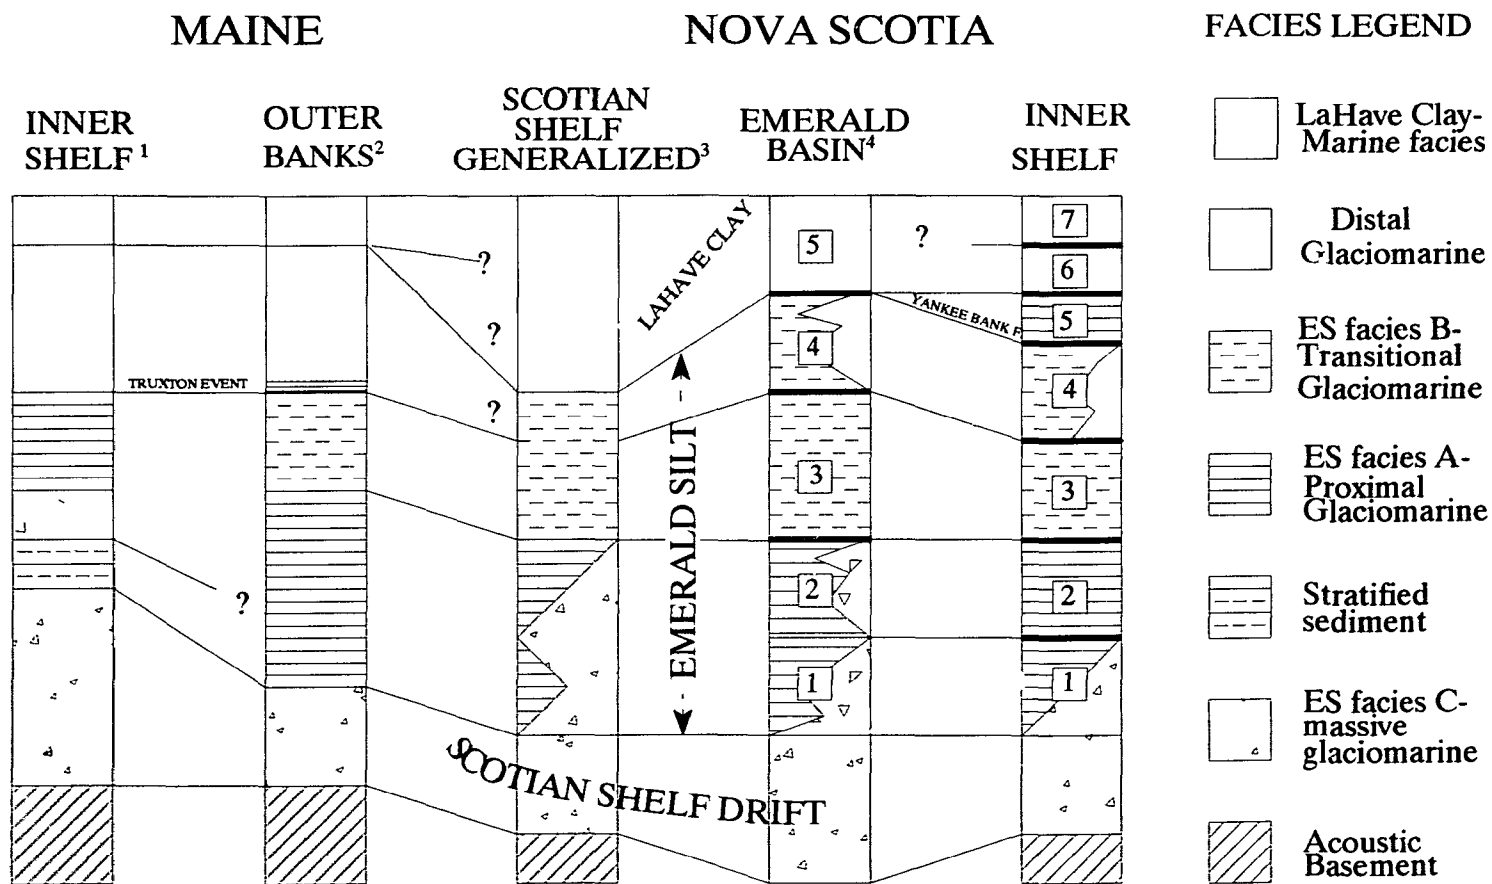 MAINE
NOVA SCOTIA
FACIES LEGEND
INNER
SHELF¹
OUTER
BANKS²
SCOTIAN
SHELF
GENERALIZED³
EMERALD
BASIN⁴
INNER
SHELF
?
?
?
?
TRUXTON EVENT
LAHAVE CLAY
EMERALD SILT
SCOTIAN SHELF DRIFT
5
4
3
2
1
?
YANKEE BANK F
7
6
5
4
3
2
1
LaHave Clay-
Marine facies
Distal
Glaciomarine
ES facies B-
Transitional
Glaciomarine
ES facies A-
Proximal
Glaciomarine
Stratified
sediment
ES facies C-
massive
glaciomarine
Acoustic
Basement